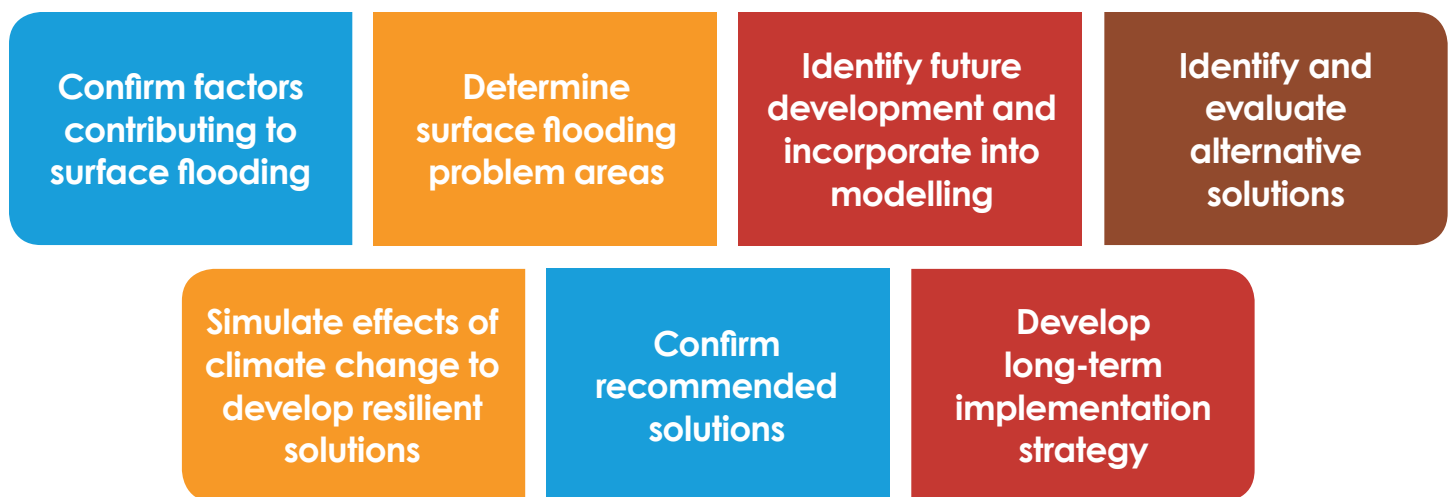 Confirm factors
contributing to
surface flooding
Determine
surface flooding
problem areas
Identify future
development and
incorporate into
modelling
Identify and
evaluate
alternative
solutions
Simulate effects of
climate change to
develop resilient
solutions
Confirm
recommended
solutions
Develop
long-term
implementation
strategy